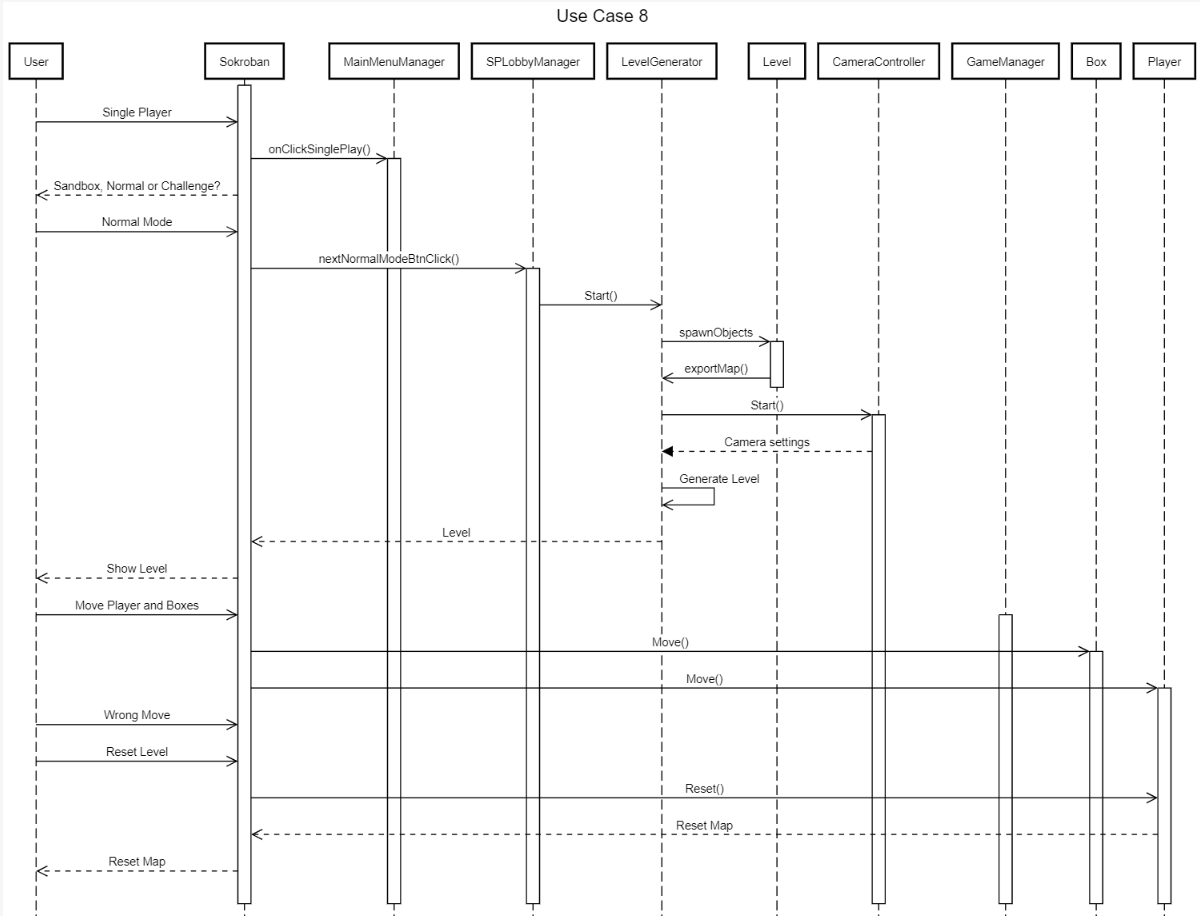 Use Case 8
User
Sokroban
MainMenuManager
SPLobbyManager
LevelGenerator
Level
CameraController
GameManager
Box
Player
Single Player
onClickSinglePlay()
Sandbox, Normal or Challenge?
Normal Mode
nextNormalModeBtnClick()
Start()
spawnObjects
exportMap()
Start()
Camera settings
Generate Level
Level
Show Level
Move Player and Boxes
Move()
Move()
Wrong Move
Reset Level
Reset()
Reset Map
Reset Map